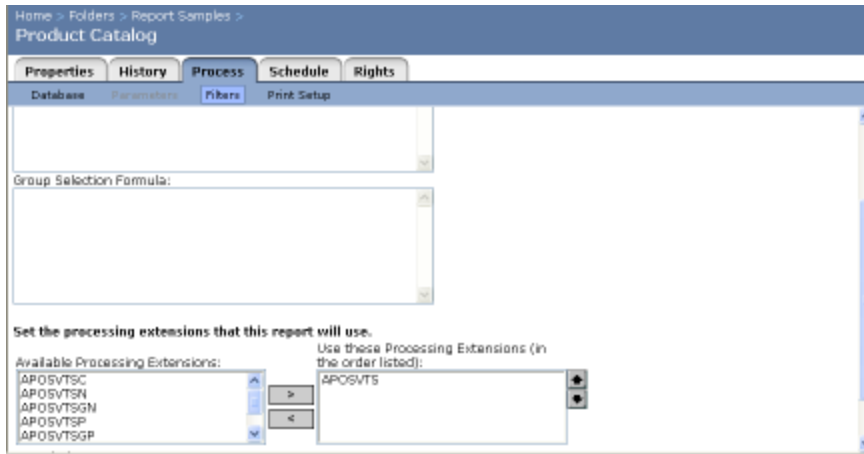 Home > Folders > Report Samples >
Product Catalog
Properties History Process Schedule Rights
Database Parameters Filters Print Setup
Group Selection Formula:
Set the processing extensions that this report will use.
Available Processing Extensions:
Use these Processing Extensions (in
the order listed):
APOSVTSC
APOSVTSN
APOSVTSGN
APOSVTSP
APOSVTSGP
>
<
APOSVTS